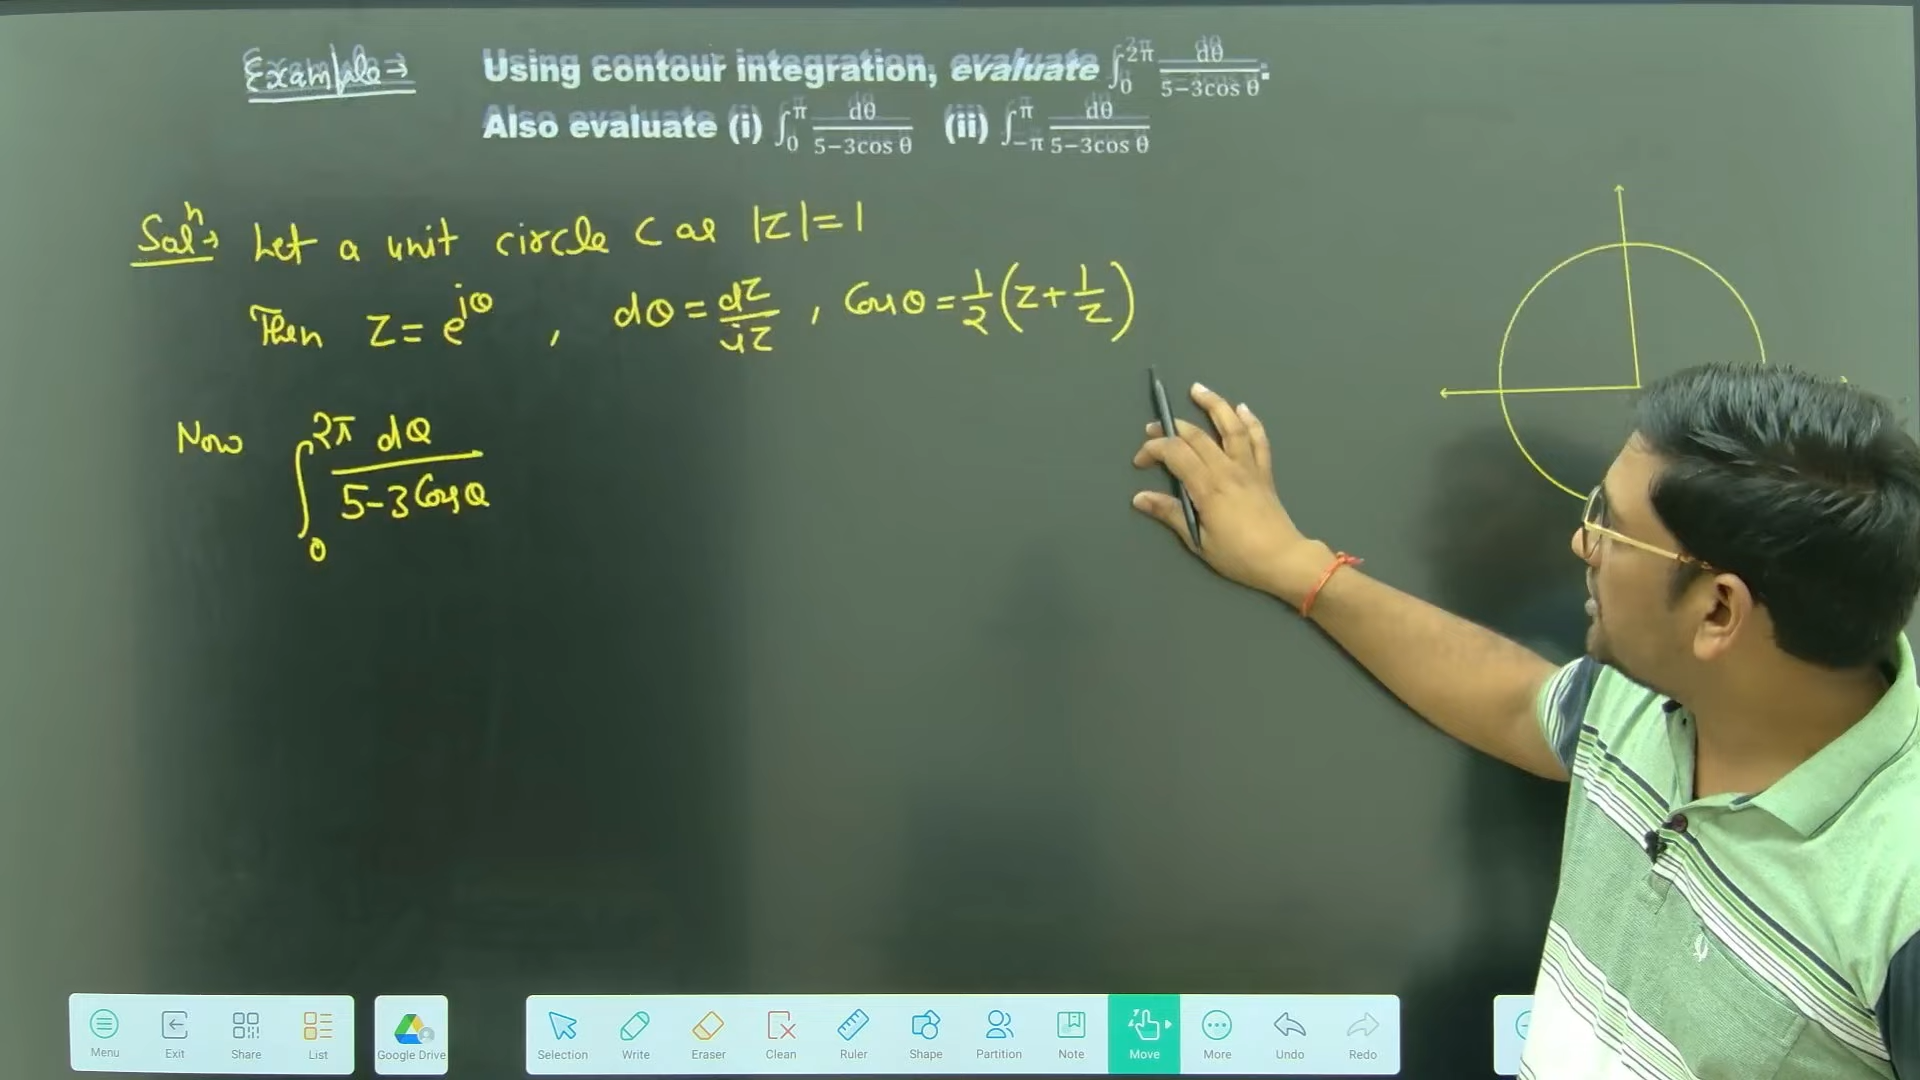 Example → Using contour integration, evaluate ∫₀^2π dθ/(5−3cos θ).
Also evaluate (i) ∫₀^π dθ/(5−3cos θ) (ii) ∫₋π^π dθ/(5−3cos θ)
Solⁿ→ Let a unit circle C as |z|=1
Then z = e^iθ , dθ = dz/iz , Cosθ = 1/2 (z + 1/z)
Now ∫₀^2π dθ/(5-3Cosθ)
Menu Exit Share List Google Drive Selection Write Eraser Clean Ruler Shape Partition Note Move More Undo Redo